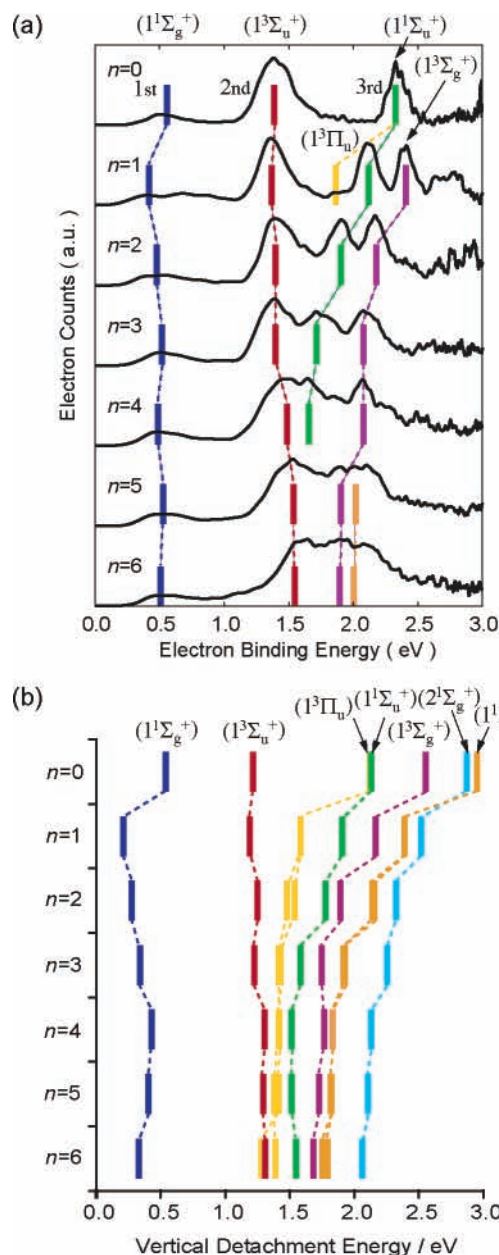 (a)
(1¹Σg⁺) (1³Σu⁺) (1¹Σu⁺)
(1³Σg⁺)
n=0
1st 2nd 3rd
(1³Πu)
n=1
n=2
n=3
n=4
n=5
n=6
Electron Counts ( a.u. )
0.0 0.5 1.0 1.5 2.0 2.5 3.0
Electron Binding Energy ( eV )
(b)
(1³Πu) (1¹Σu⁺) (2¹Σg⁺)
(1¹Σg⁺) (1³Σu⁺) (1³Σg⁺) (1¹
n=0
n=1
n=2
n=3
n=4
n=5
n=6
0.0 0.5 1.0 1.5 2.0 2.5 3.0
Vertical Detachment Energy / eV